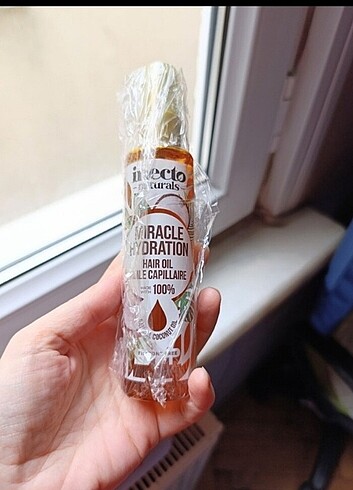 inecto
naturals
MIRACLE
HYDRATION
HAIR OIL
HUILE CAPILLAIRE
100%
COCONUT OIL